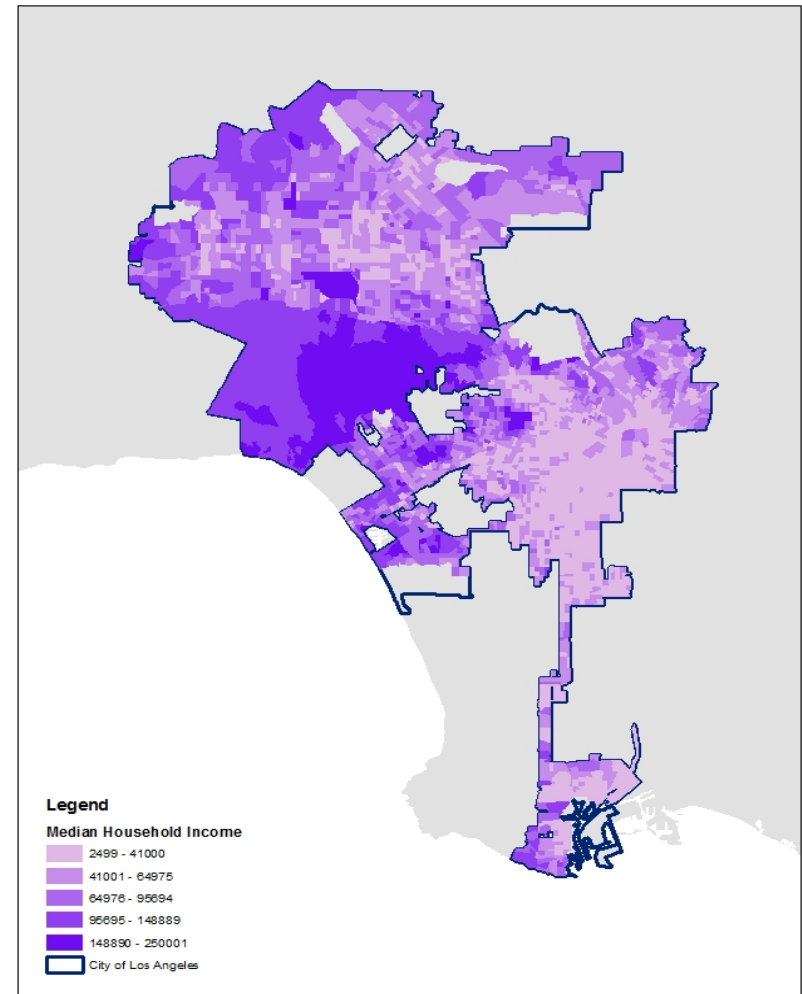 Legend
Median Household Income
2499 - 41000
41001 - 64975
64976 - 95694
95695 - 148889
148890 - 250001
City of Los Angeles